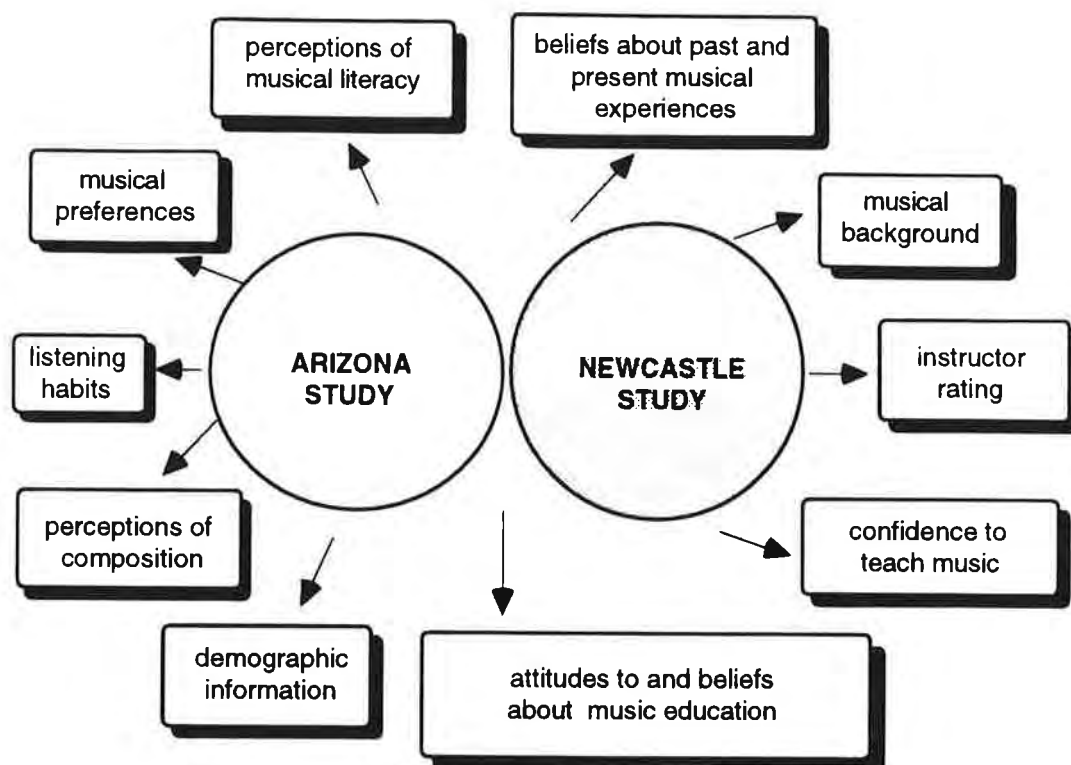 perceptions of
musical literacy
beliefs about past and
present musical
experiences
musical
preferences
musical
background
listening
habits
ARIZONA
STUDY
NEWCASTLE
STUDY
instructor
rating
perceptions of
composition
confidence to
teach music
demographic
information
attitudes to and beliefs
about music education